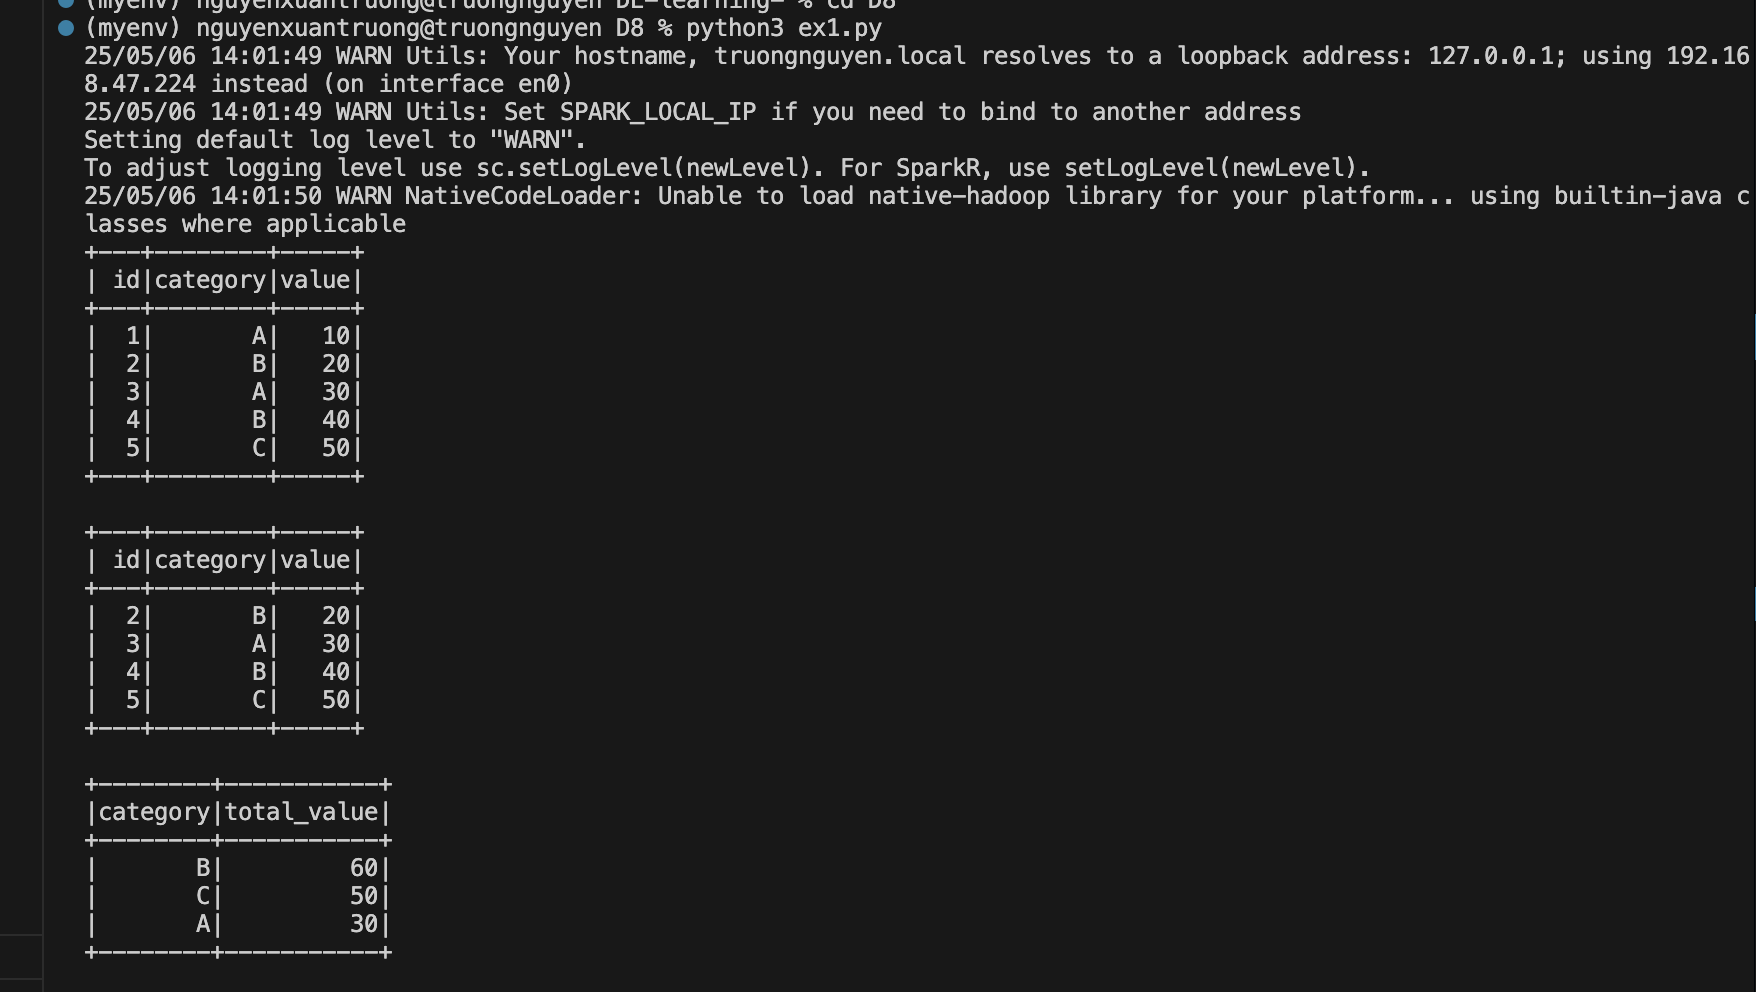 (myenv) nguyenxuantruong@truongnguyen DE-learning- % cd D8
(myenv) nguyenxuantruong@truongnguyen D8 % python3 ex1.py
25/05/06 14:01:49 WARN Utils: Your hostname, truongnguyen.local resolves to a loopback address: 127.0.0.1; using 192.16
8.47.224 instead (on interface en0)
25/05/06 14:01:49 WARN Utils: Set SPARK_LOCAL_IP if you need to bind to another address
Setting default log level to "WARN".
To adjust logging level use sc.setLogLevel(newLevel). For SparkR, use setLogLevel(newLevel).
25/05/06 14:01:50 WARN NativeCodeLoader: Unable to load native-hadoop library for your platform... using builtin-java c
lasses where applicable
+---+--------+-----+
| id|category|value|
+---+--------+-----+
|  1|       A|   10|
|  2|       B|   20|
|  3|       A|   30|
|  4|       B|   40|
|  5|       C|   50|
+---+--------+-----+

+---+--------+-----+
| id|category|value|
+---+--------+-----+
|  2|       B|   20|
|  3|       A|   30|
|  4|       B|   40|
|  5|       C|   50|
+---+--------+-----+

+--------+-----------+
|category|total_value|
+--------+-----------+
|       B|         60|
|       C|         50|
|       A|         30|
+--------+-----------+